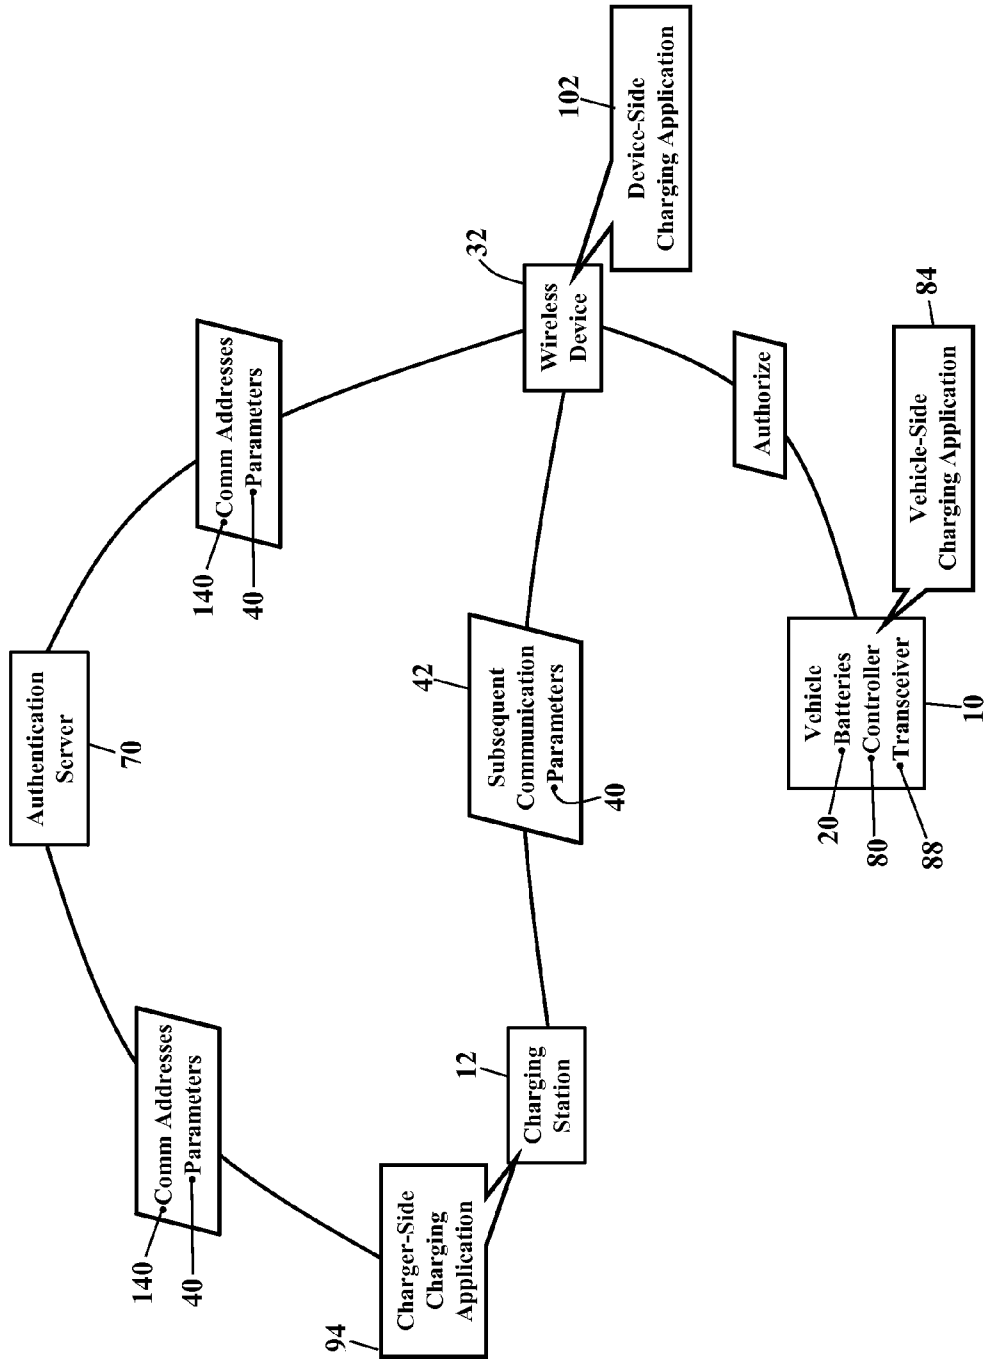 Authentication
Server
70
140
Comm Addresses
40
Parameters
140
Comm Addresses
40
Parameters
94
Charger-Side
Charging
Application
12
Charging
Station
42
Subsequent
Communication
Parameters
40
32
Wireless
Device
102
Device-Side
Charging Application
Authorize
Vehicle
20
Batteries
80
Controller
88
Transceiver
10
84
Vehicle-Side
Charging Application